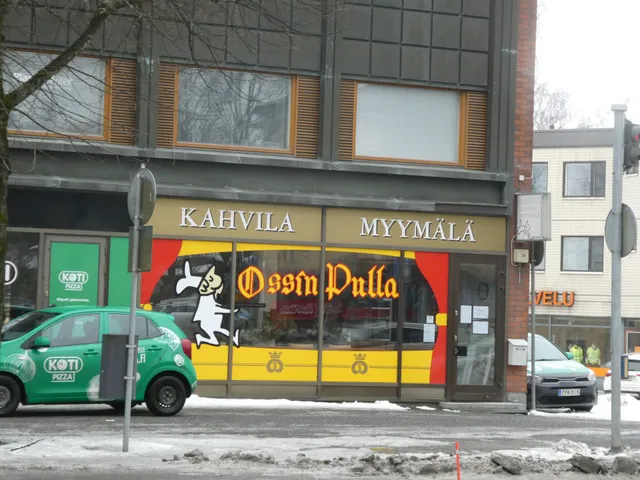 KAHVILA MYYMÄLÄ
Ossin Pulla
KOTI
PIZZA
KOTI
PIZZA
VELU